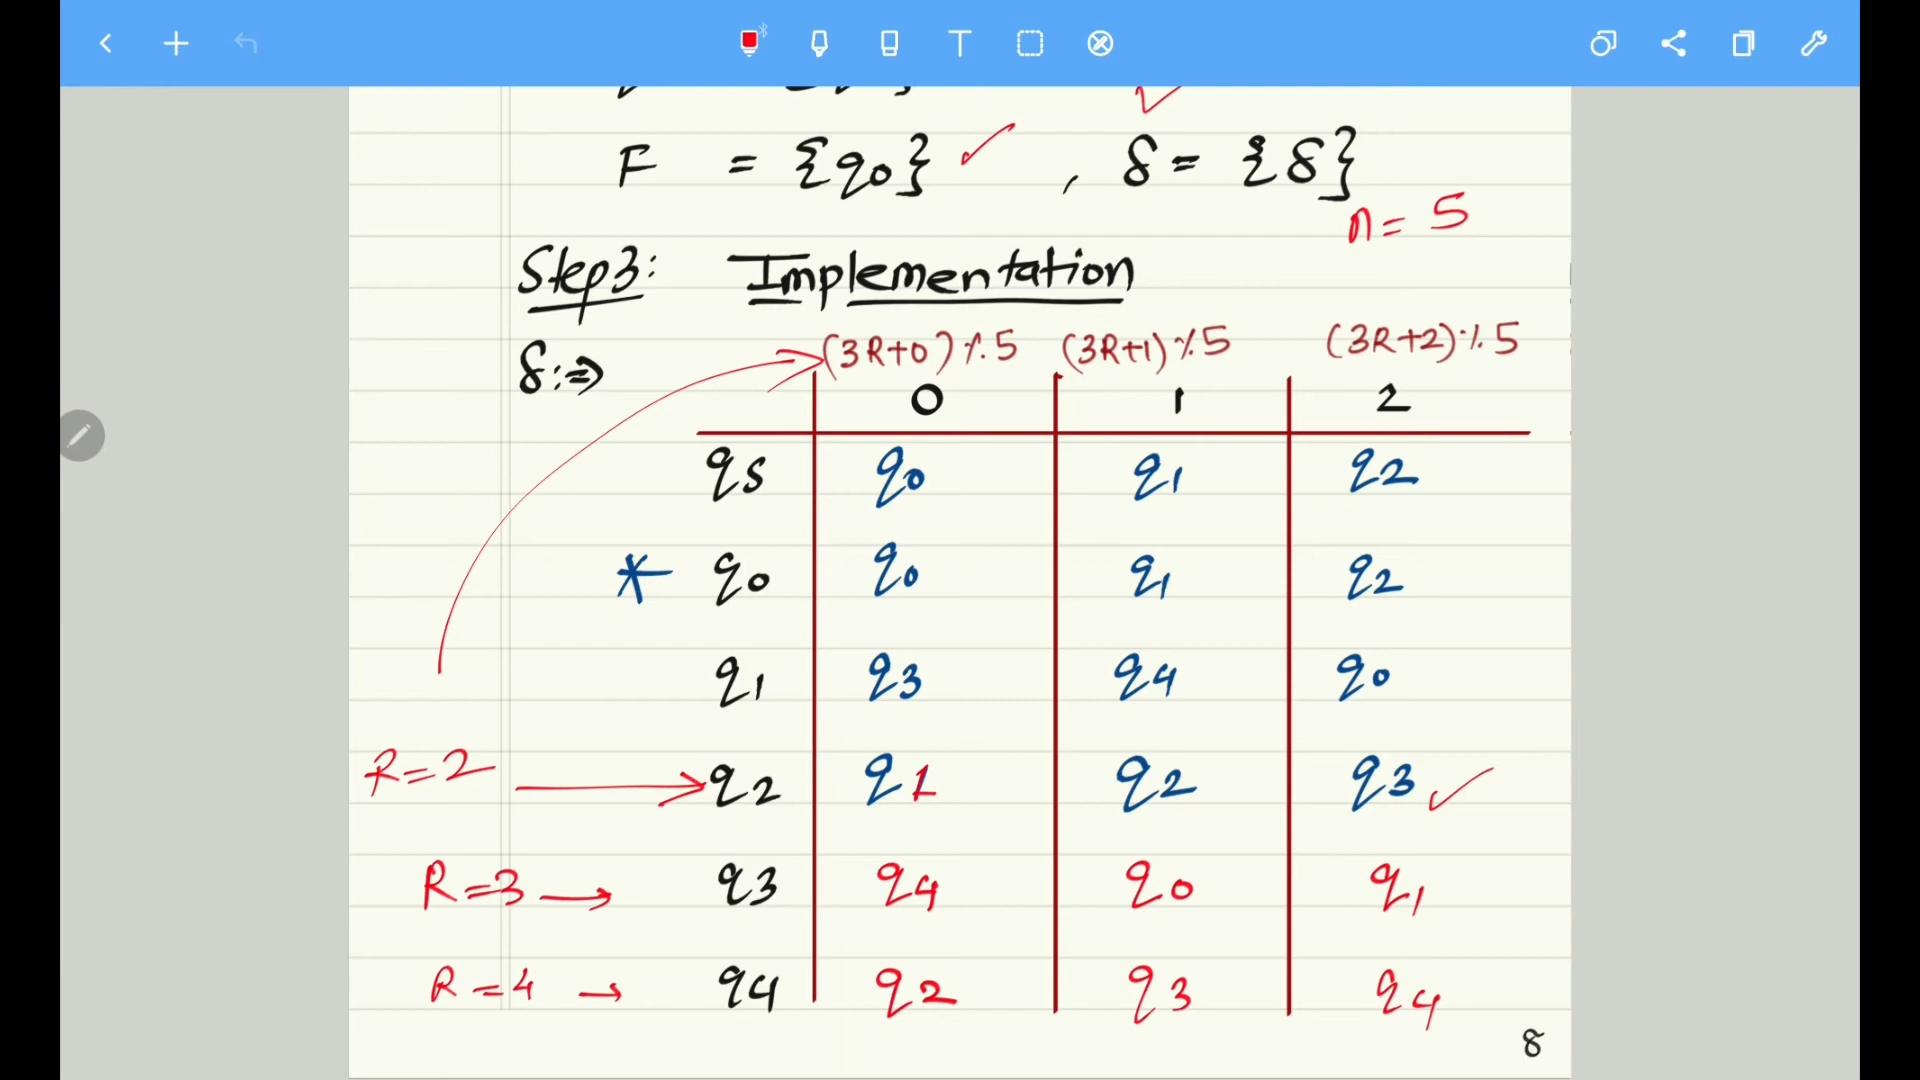 F = {q0} , δ = {δ}
n = 5
Step3: Implementation
δ:⇒ (3R+0)%5 (3R+1)%5 (3R+2)%5
0 1 2
qs q0 q1 q2
* q0 q0 q1 q2
q1 q3 q4 q0
R=2 → q2 q1 q2 q3
R=3 → q3 q4 q0 q1
R=4 → q4 q2 q3 q4
8